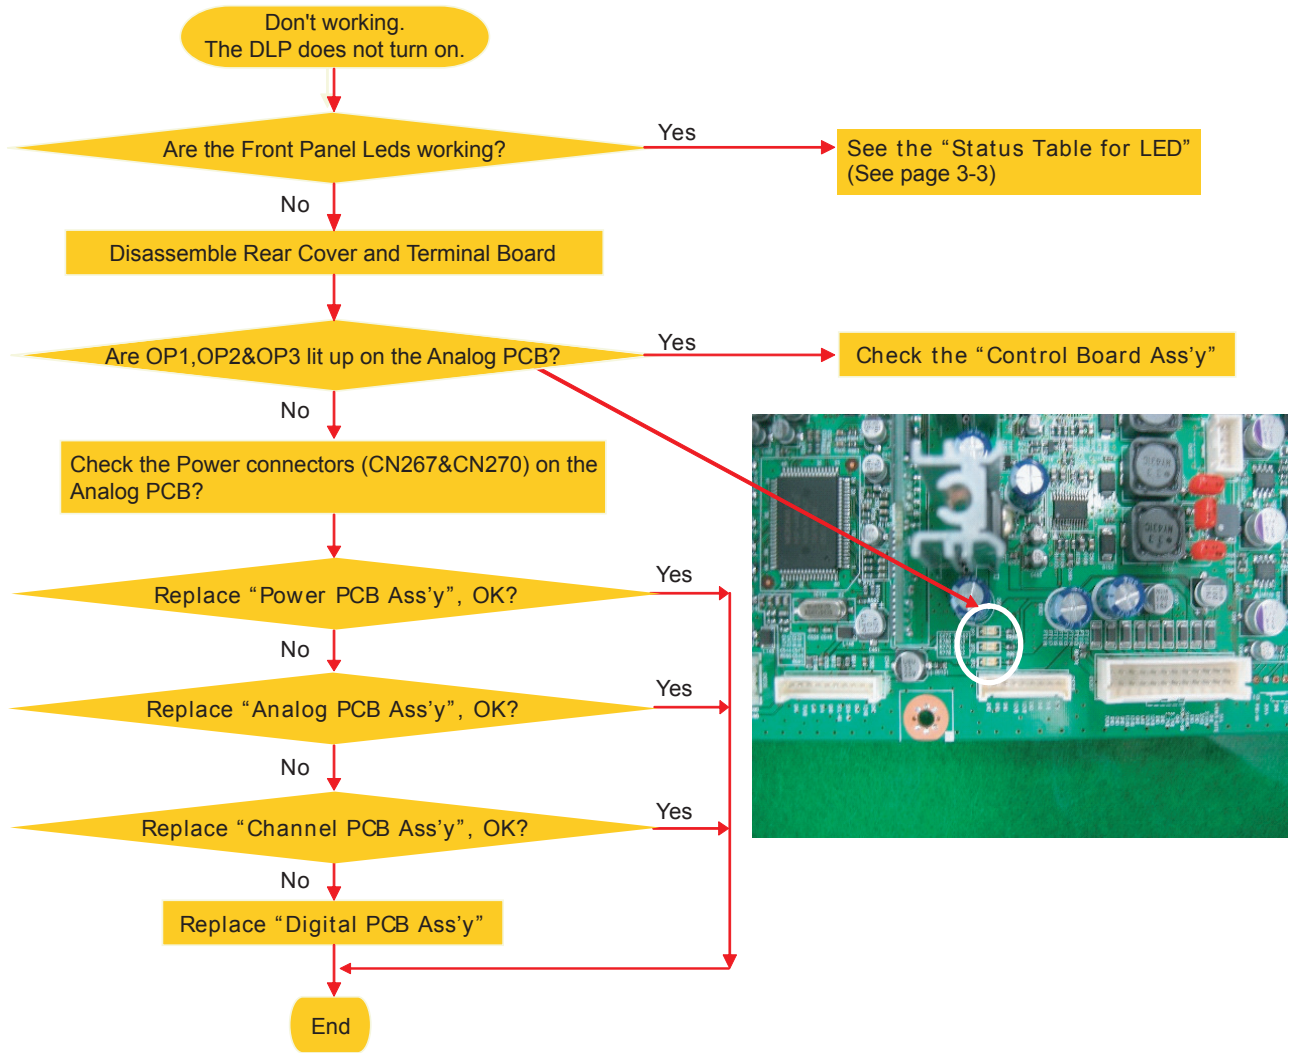 Don't working.
The DLP does not turn on.
Are the Front Panel Leds working?
Yes
See the “Status Table for LED”
(See page 3-3)
No
Disassemble Rear Cover and Terminal Board
Are OP1,OP2&OP3 lit up on the Analog PCB?
Yes
Check the “Control Board Ass'y”
No
Check the Power connectors (CN267&CN270) on the
Analog PCB?
Replace “Power PCB Ass'y”, OK?
Yes
No
Replace “Analog PCB Ass'y”, OK?
Yes
No
Replace “Channel PCB Ass'y”, OK?
Yes
No
Replace “Digital PCB Ass'y”
End